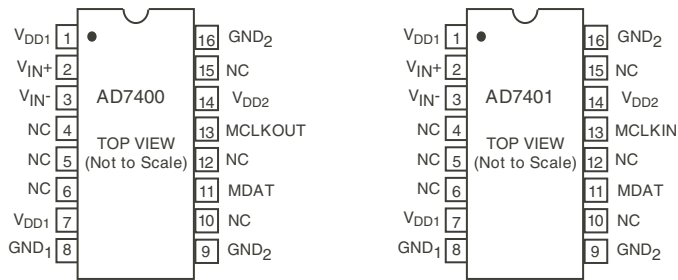 VDD1 1 16 GND2
VIN+ 2 15 NC
VIN- 3 AD7400 14 VDD2
NC 4 TOP VIEW 13 MCLKOUT
NC 5 (Not to Scale) 12 NC
NC 6 11 MDAT
VDD1 7 10 NC
GND1 8 9 GND2
VDD1 1 16 GND2
VIN+ 2 15 NC
VIN- 3 AD7401 14 VDD2
NC 4 TOP VIEW 13 MCLKIN
NC 5 (Not to Scale) 12 NC
NC 6 11 MDAT
VDD1 7 10 NC
GND1 8 9 GND2